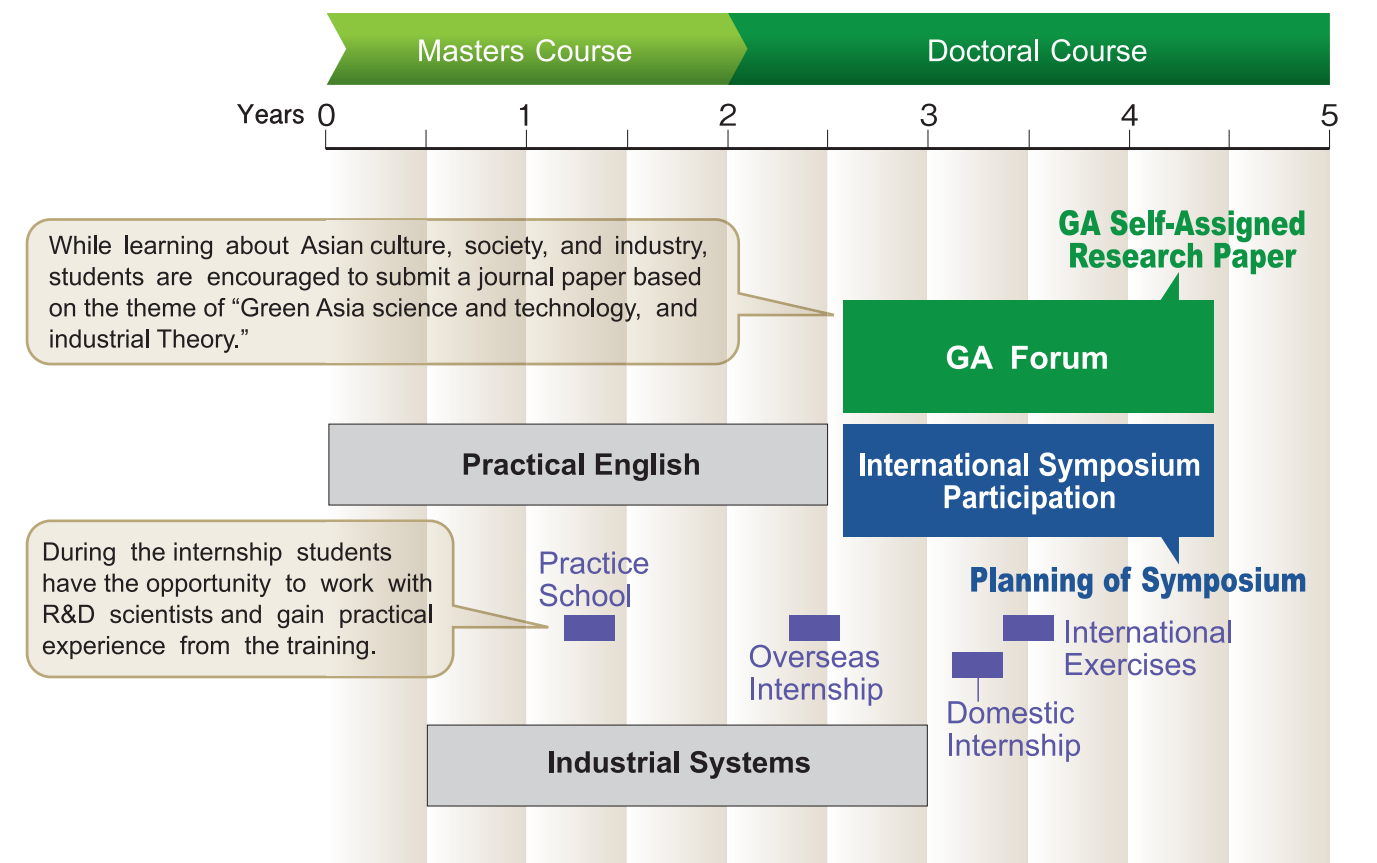 Masters Course
Doctoral Course
Years 0 1 2 3 4 5
GA Self-Assigned
Research Paper
While learning about Asian culture, society, and industry,
students are encouraged to submit a journal paper based
on the theme of “Green Asia science and technology, and
industrial Theory.”
GA Forum
Practical English
International Symposium
Participation
During the internship students
have the opportunity to work with
R&D scientists and gain practical
experience from the training.
Practice
School
Planning of Symposium
Overseas
Internship
International
Exercises
Domestic
Internship
Industrial Systems